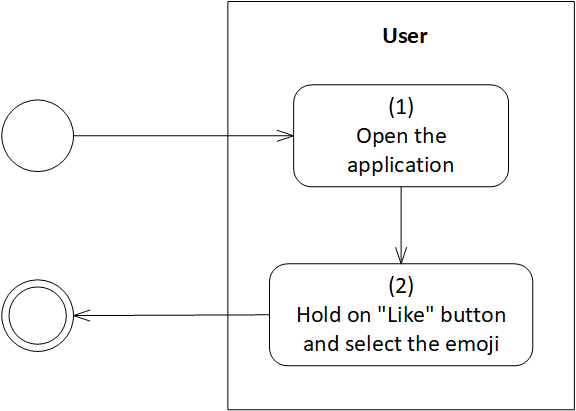 User
(1)
Open the
application
(2)
Hold on "Like" button
and select the emoji